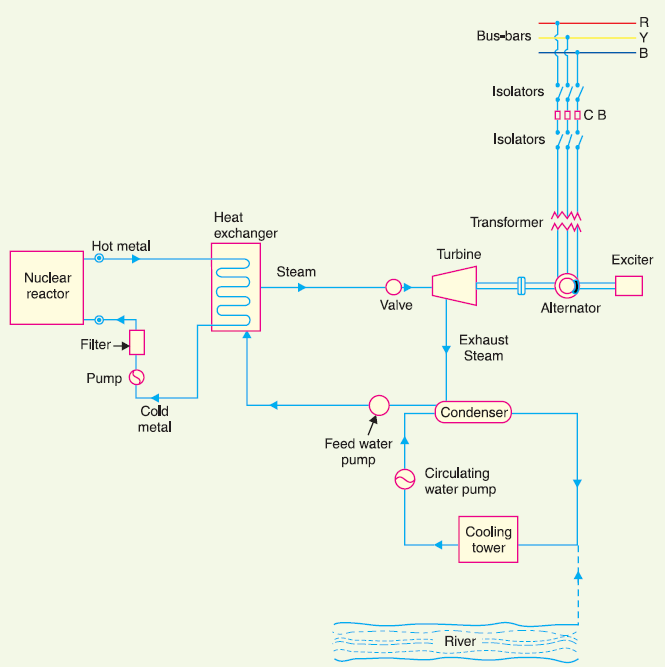 R
Bus-bars
Y
B
Isolators
C B
Isolators
Transformer
Heat
exchanger
Hot metal
Turbine
Exciter
Nuclear
reactor
Steam
Valve
Alternator
Filter
Exhaust
Steam
Pump
Cold
metal
Condenser
Feed water
pump
Circulating
water pump
Cooling
tower
River